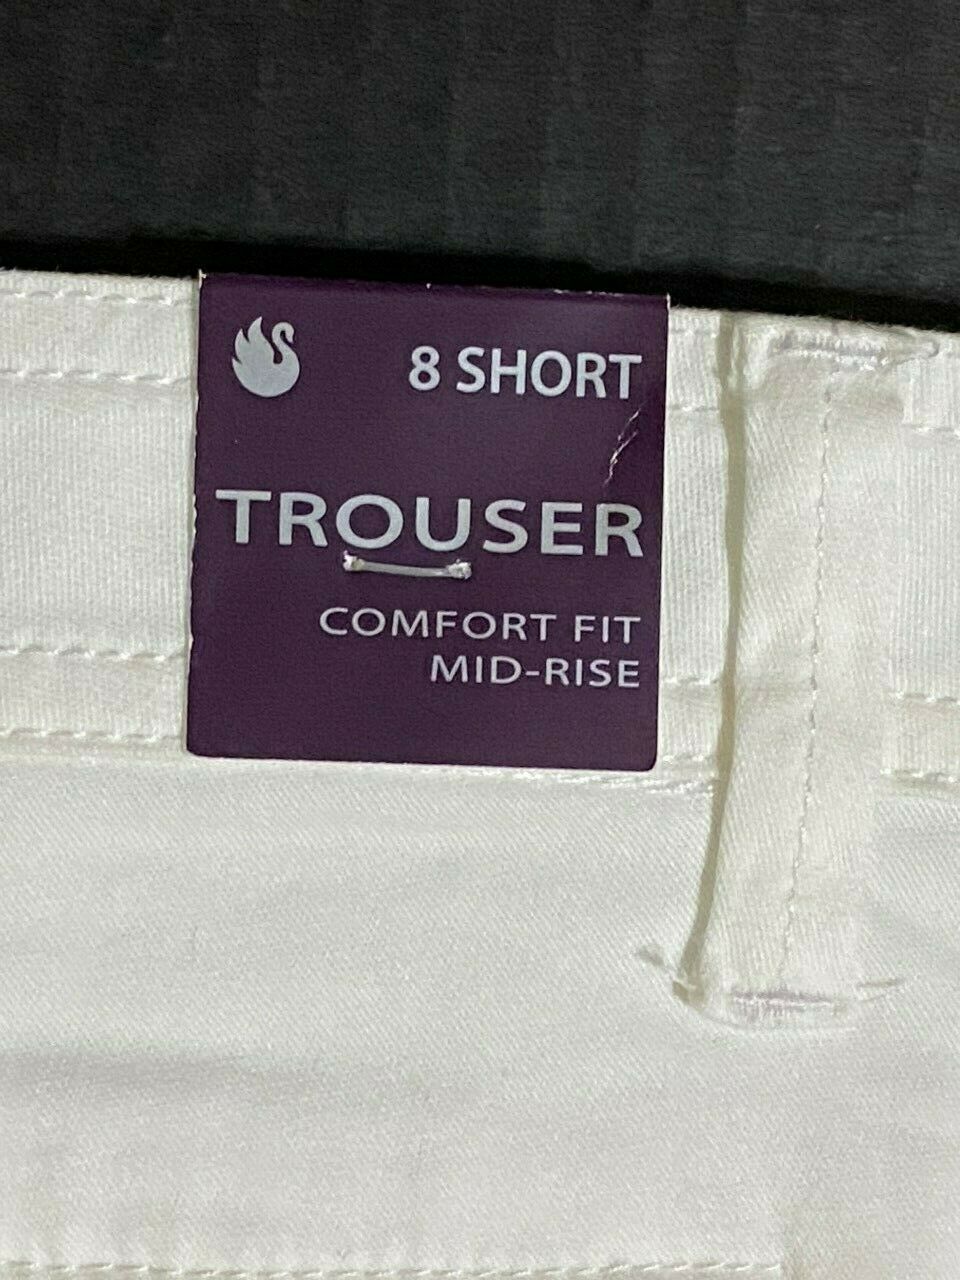 8 SHORT
TROUSER
COMFORT FIT
MID-RISE